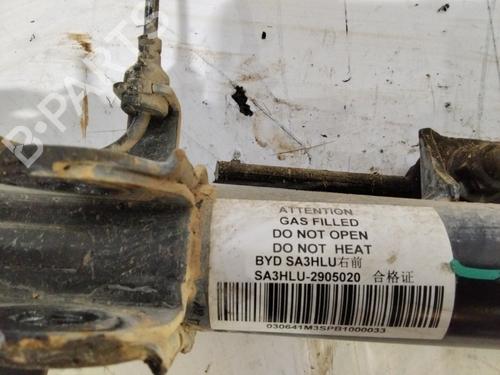 B-PARTS
ATTENTION
GAS FILLED
DO NOT OPEN
DO NOT HEAT
BYD SA3HLU右前
SA3HLU-2905020 合格证
030641M3SPB1000033